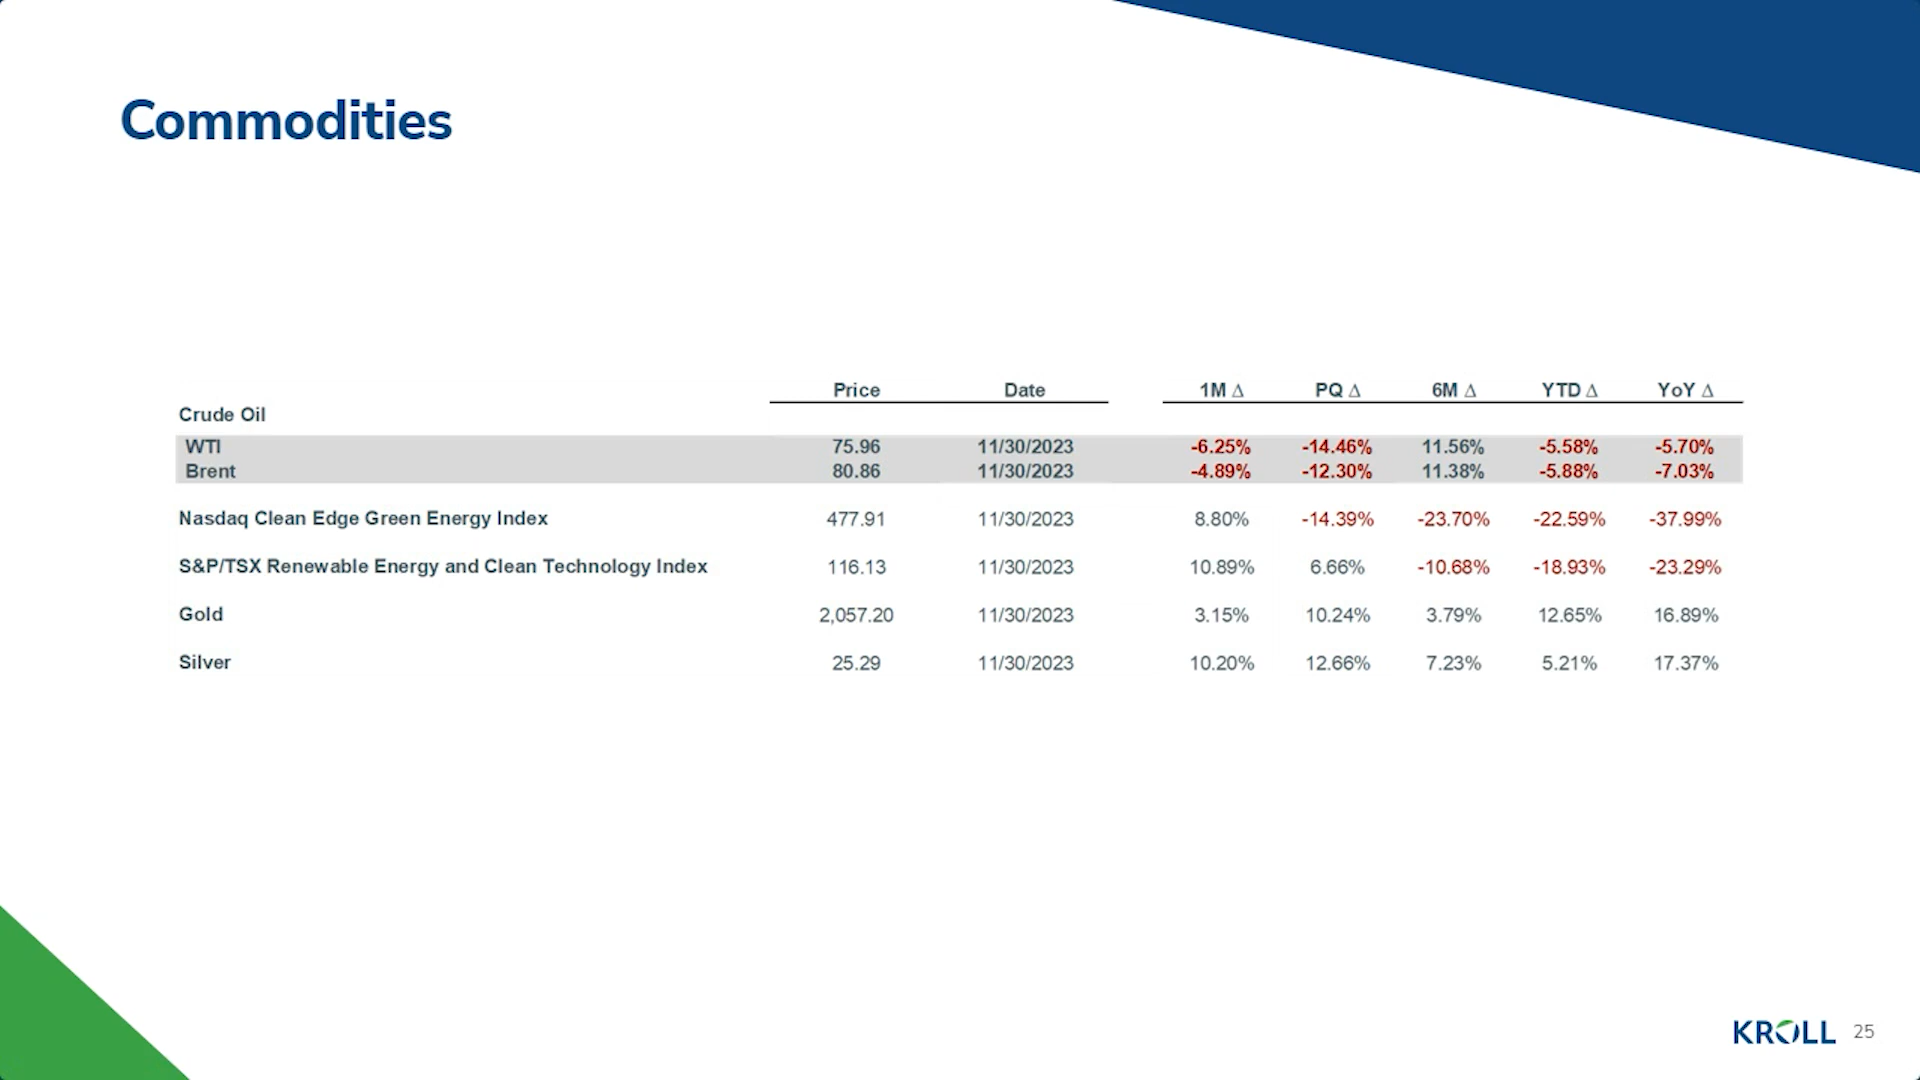 Commodities
Price Date 1M Δ PQ Δ 6M Δ YTD Δ YoY Δ
Crude Oil
WTI 75.96 11/30/2023 -6.25% -14.46% 11.56% -5.58% -5.70%
Brent 80.86 11/30/2023 -4.89% -12.30% 11.38% -5.88% -7.03%
Nasdaq Clean Edge Green Energy Index 477.91 11/30/2023 8.80% -14.39% -23.70% -22.59% -37.99%
S&P/TSX Renewable Energy and Clean Technology Index 116.13 11/30/2023 10.89% 6.66% -10.68% -18.93% -23.29%
Gold 2,057.20 11/30/2023 3.15% 10.24% 3.79% 12.65% 16.89%
Silver 25.29 11/30/2023 10.20% 12.66% 7.23% 5.21% 17.37%
KROLL 25